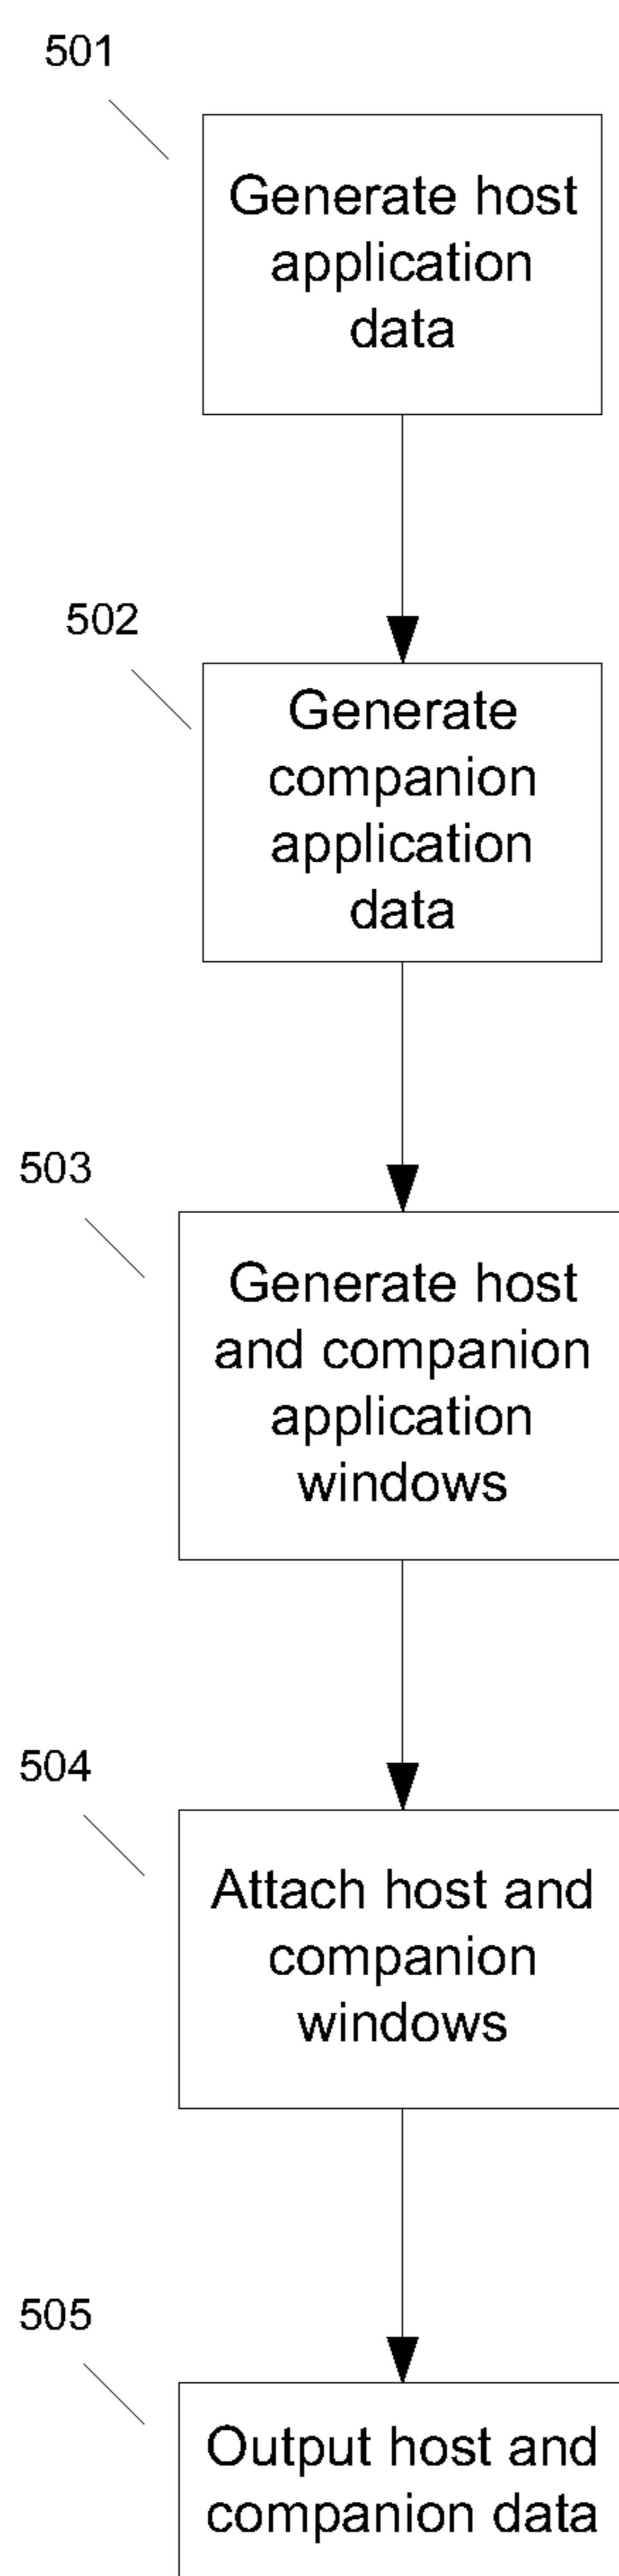 501
Generate host
application
data
502
Generate
companion
application
data
503
Generate host
and companion
application
windows
504
Attach host and
companion
windows
505
Output host and
companion data